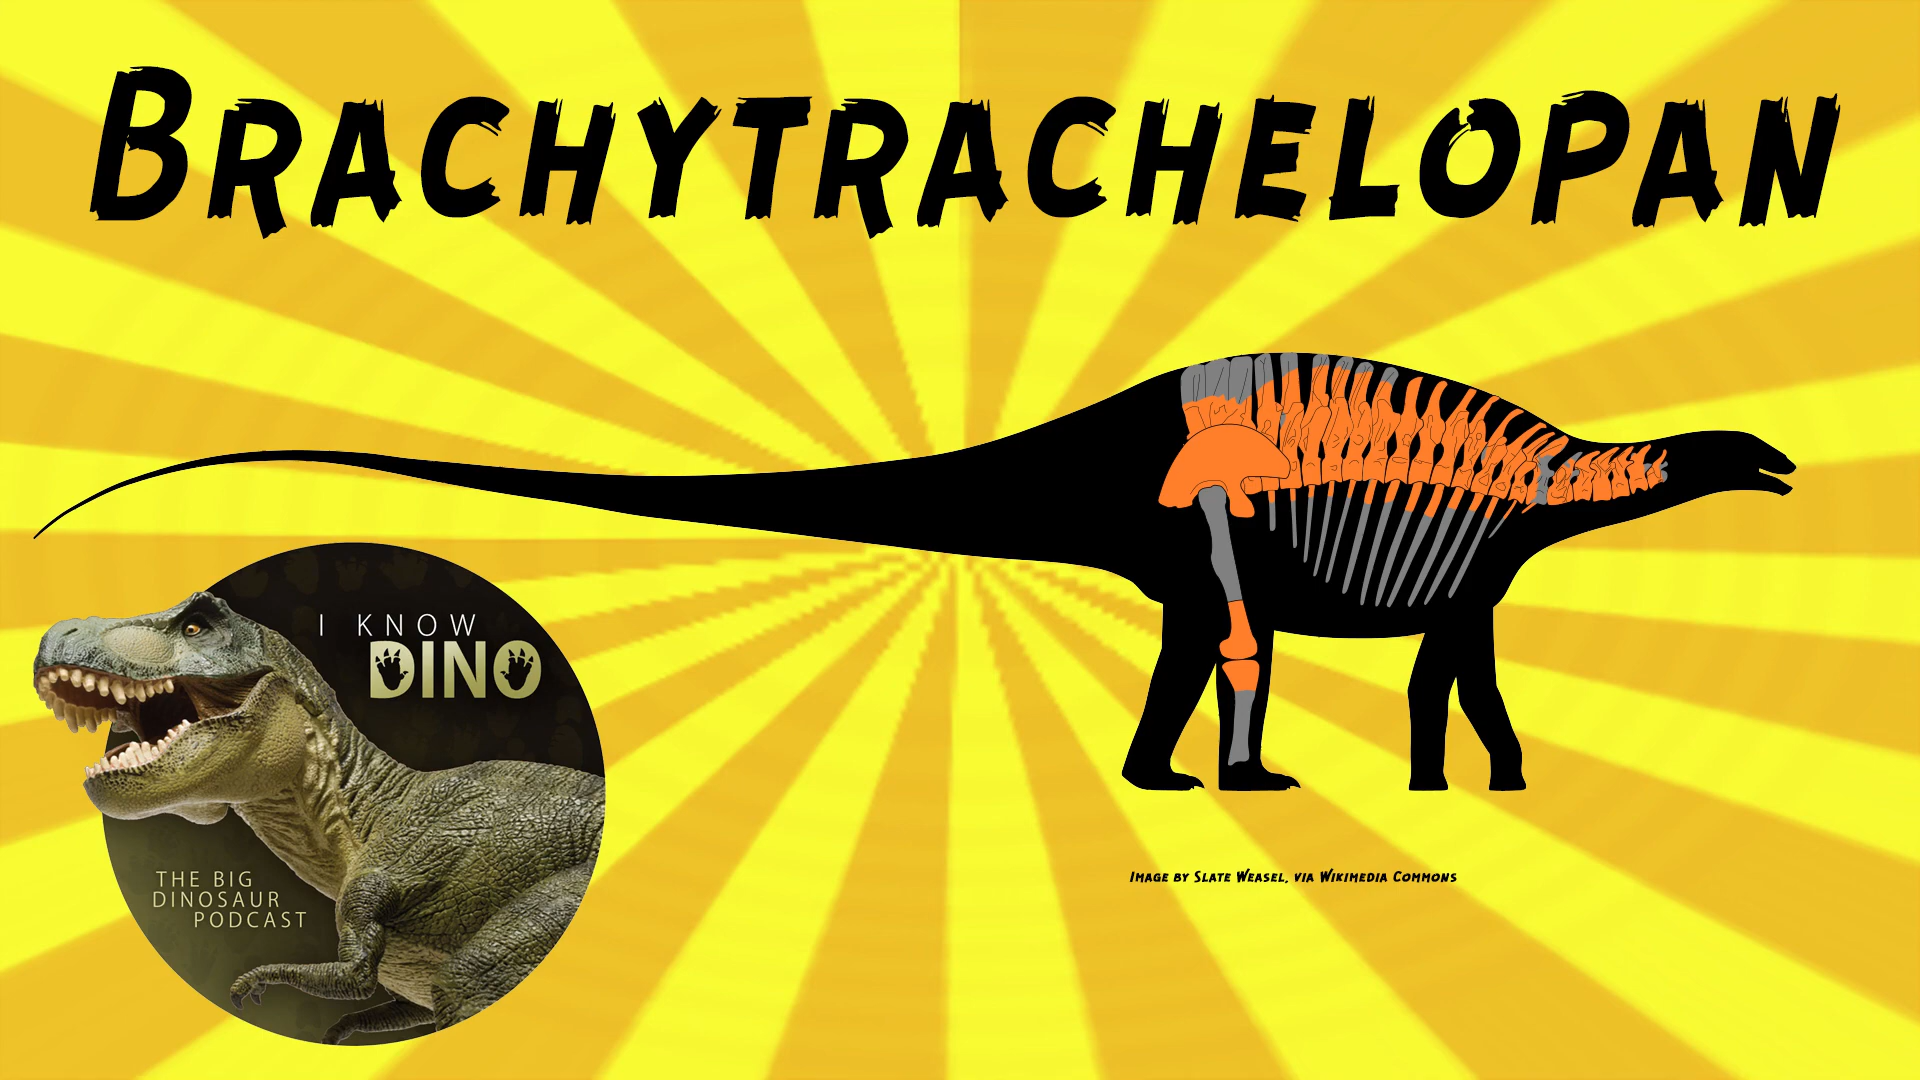 BRACHYTRACHELOPAN
I KNOW
DINO
THE BIG
DINOSAUR
PODCAST
IMAGE BY SLATE WEASEL, VIA WIKIMEDIA COMMONS